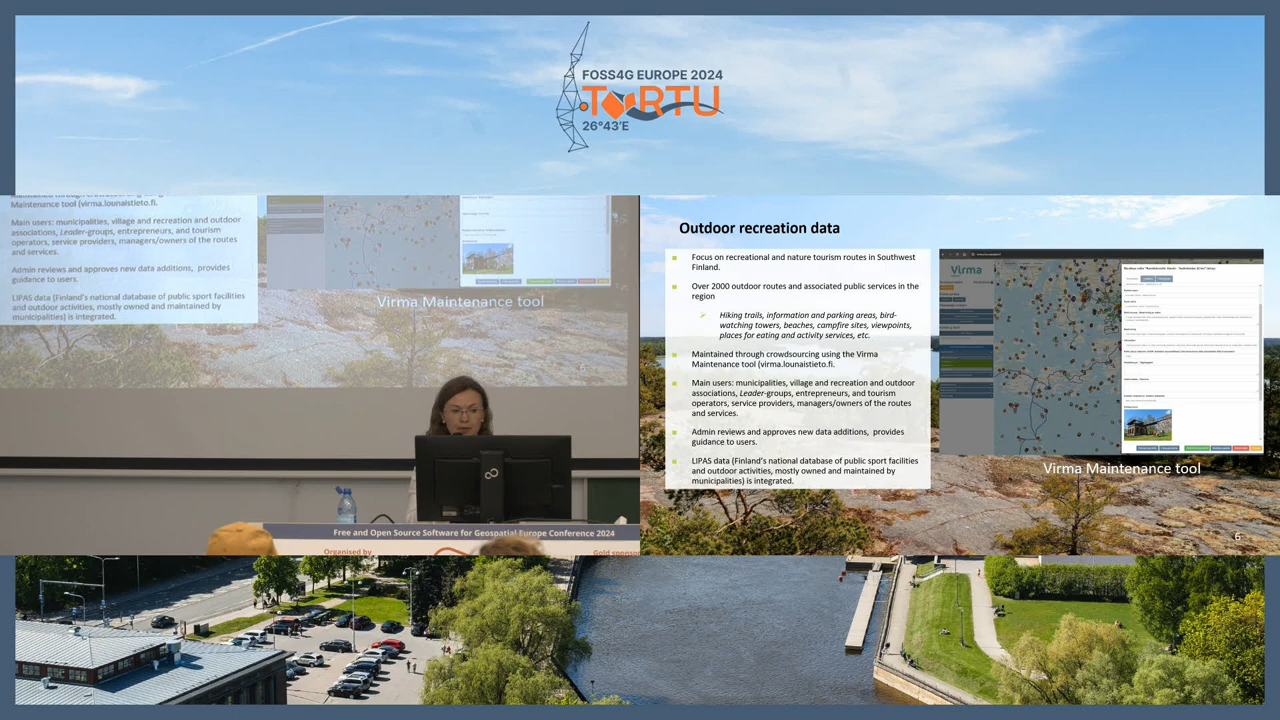 FOSS4G EUROPE 2024
TARTU
26°43'E
Maintenance tool (virma.lounaistieto.fi.
Main users: municipalities, village and recreation and outdoor
associations, Leader-groups, entrepreneurs, and tourism
operators, service providers, managers/owners of the routes
and services.
Admin reviews and approves new data additions, provides
guidance to users.
LIPAS data (Finland's national database of public sport facilities
and outdoor activities, mostly owned and maintained by
municipalities) is integrated.
Virma Maintenance tool
Free and Open Source Software for Geospatial Europe Conference 2024
Organised by
Gold sponso
Outdoor recreation data
Focus on recreational and nature tourism routes in Southwest
Finland.
Over 2000 outdoor routes and associated public services in the
region
Hiking trails, information and parking areas, bird-
watching towers, beaches, campfire sites, viewpoints,
places for eating and activity services, etc.
Maintained through crowdsourcing using the Virma
Maintenance tool (virma.lounaistieto.fi.
Main users: municipalities, village and recreation and outdoor
associations, Leader-groups, entrepreneurs, and tourism
operators, service providers, managers/owners of the routes
and services.
Admin reviews and approves new data additions,  provides
guidance to users.
LIPAS data (Finland's national database of public sport facilities
and outdoor activities, mostly owned and maintained by
municipalities) is integrated.
Virma
Virma Maintenance tool
6